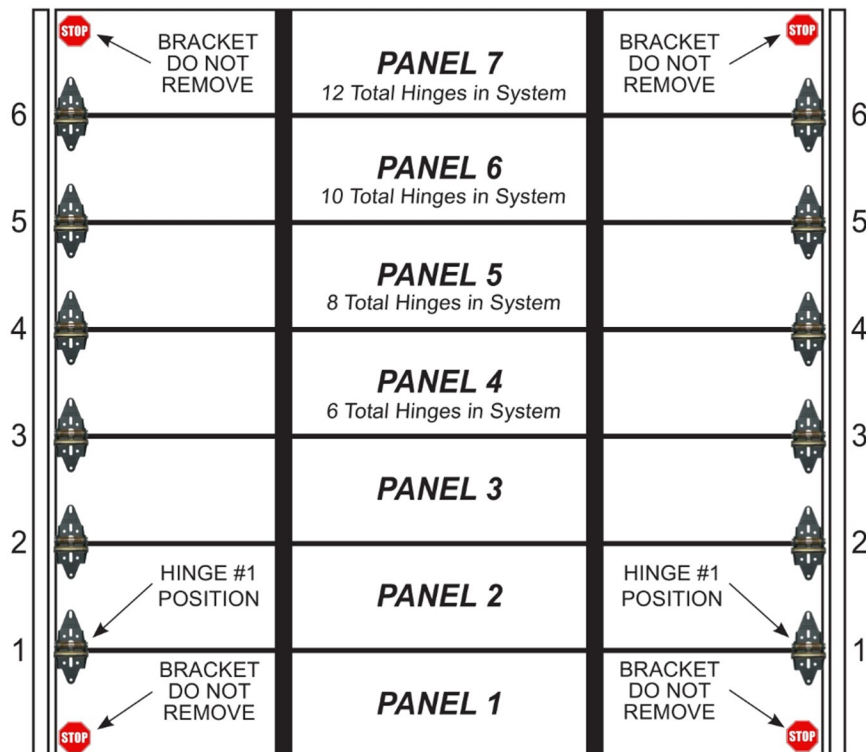 STOP
BRACKET
DO NOT
REMOVE
PANEL 7
12 Total Hinges in System
BRACKET
DO NOT
REMOVE
STOP
6
6
PANEL 6
10 Total Hinges in System
5
5
PANEL 5
8 Total Hinges in System
4
4
PANEL 4
6 Total Hinges in System
3
3
PANEL 3
2
2
HINGE #1
POSITION
PANEL 2
HINGE #1
POSITION
1
1
BRACKET
DO NOT
REMOVE
PANEL 1
BRACKET
DO NOT
REMOVE
STOP
STOP